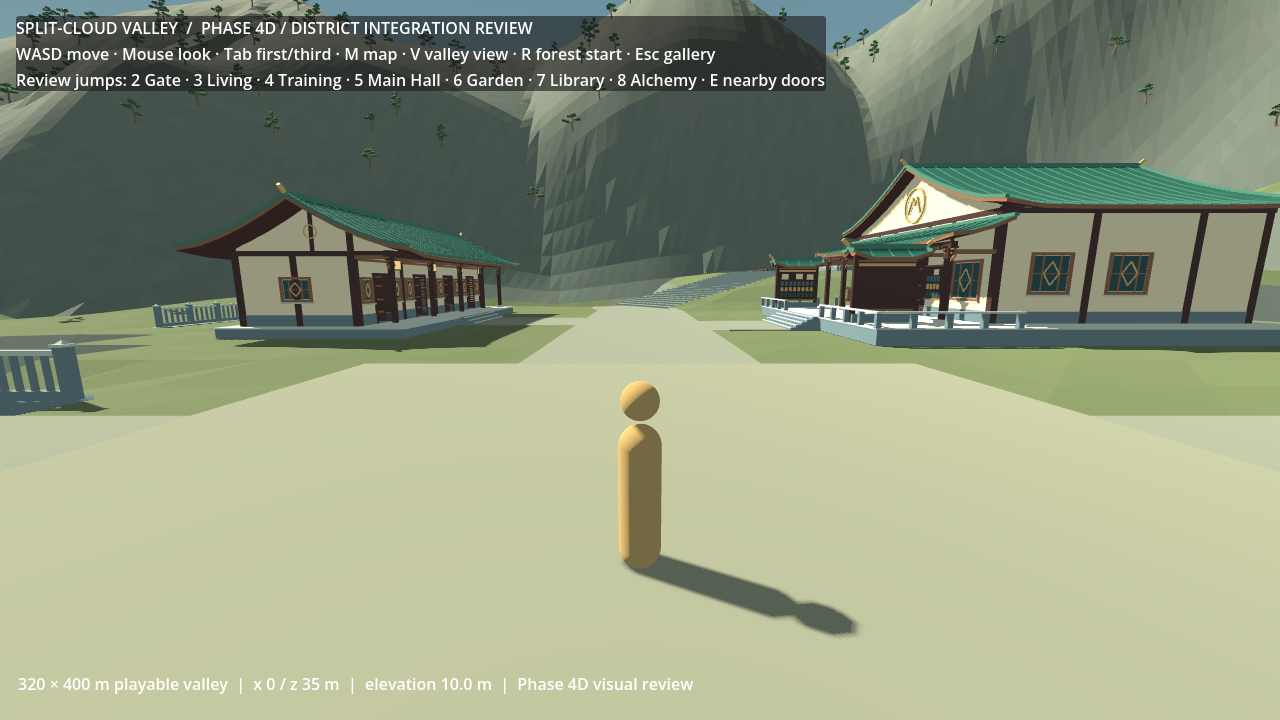 SPLIT-CLOUD VALLEY / PHASE 4D / DISTRICT INTEGRATION REVIEW
WASD move · Mouse look · Tab first/third · M map · V valley view · R forest start · Esc gallery
Review jumps: 2 Gate · 3 Living · 4 Training · 5 Main Hall · 6 Garden · 7 Library · 8 Alchemy · E nearby doors
320 × 400 m playable valley | x 0 / z 35 m | elevation 10.0 m | Phase 4D visual review